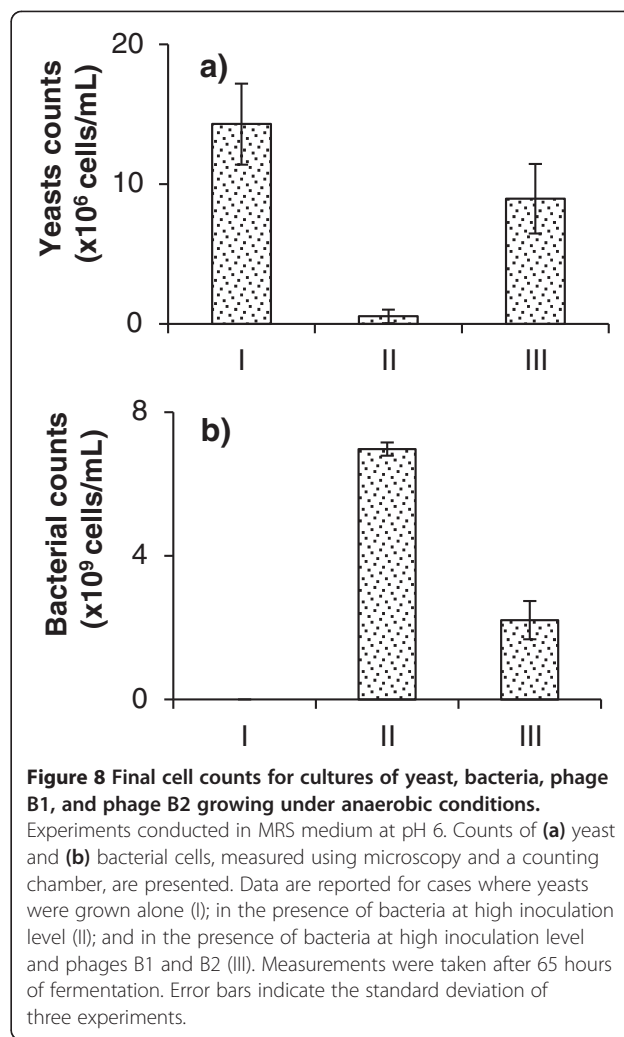 a)
Yeasts counts
(x10⁶ cells/mL)
20
10
0
I II III
b)
Bacterial counts
(x10⁹ cells/mL)
8
4
0
I II III
Figure 8 Final cell counts for cultures of yeast, bacteria, phage
B1, and phage B2 growing under anaerobic conditions.
Experiments conducted in MRS medium at pH 6. Counts of (a) yeast
and (b) bacterial cells, measured using microscopy and a counting
chamber, are presented. Data are reported for cases where yeasts
were grown alone (I); in the presence of bacteria at high inoculation
level (II); and in the presence of bacteria at high inoculation level
and phages B1 and B2 (III). Measurements were taken after 65 hours
of fermentation. Error bars indicate the standard deviation of
three experiments.